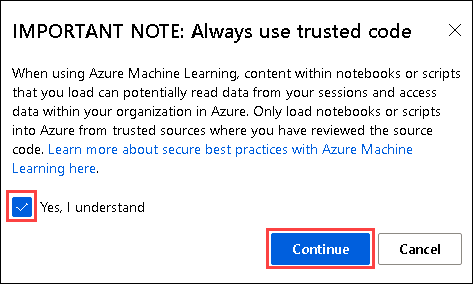 IMPORTANT NOTE: Always use trusted code
When using Azure Machine Learning, content within notebooks or scripts
that you load can potentially read data from your sessions and access
data within your organization in Azure. Only load notebooks or scripts
into Azure from trusted sources where you have reviewed the source
code. Learn more about secure best practices with Azure Machine
Learning here.
Yes, I understand
Continue
Cancel